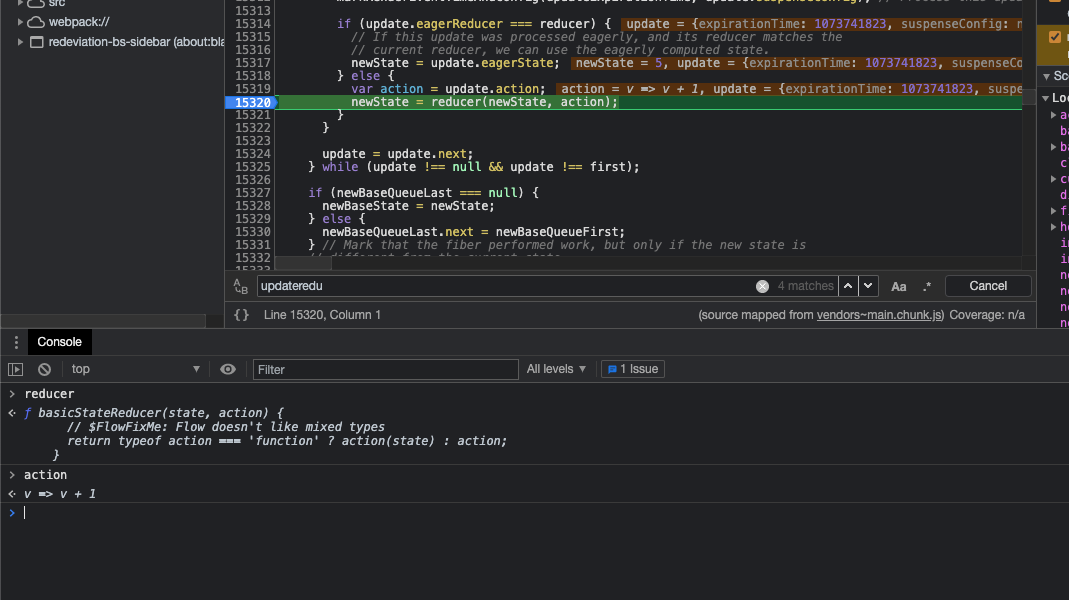 src
webpack://
redeviation-bs-sidebar (about:bla
15313
15314 if (update.eagerReducer === reducer) { update = {expirationTime: 1073741823, suspenseConfig: n
15315 // If this update was processed eagerly, and its reducer matches the
15316 // current reducer, we can use the eagerly computed state.
15317 newState = update.eagerState; newState = 5, update = {expirationTime: 1073741823, suspenseCo
15318 } else {
15319 var action = update.action; action = v => v + 1, update = {expirationTime: 1073741823, suspe
15320 newState = reducer(newState, action);
15321 }
15322 }
15323
15324 update = update.next;
15325 } while (update !== null && update !== first);
15326
15327 if (newBaseQueueLast === null) {
15328 newBaseState = newState;
15329 } else {
15330 newBaseQueueLast.next = newBaseQueueFirst;
15331 } // Mark that the fiber performed work, but only if the new state is
15332 // different from the current state
15333
Sc
Loc
updateredu
4 matches
Aa
.*
Cancel
{} Line 15320, Column 1
(source mapped from vendors~main.chunk.js) Coverage: n/a
Console
top
Filter
All levels
1 Issue
> reducer
ƒ basicStateReducer(state, action) {
// $FlowFixMe: Flow doesn't like mixed types
return typeof action === 'function' ? action(state) : action;
}
> action
v => v + 1
>